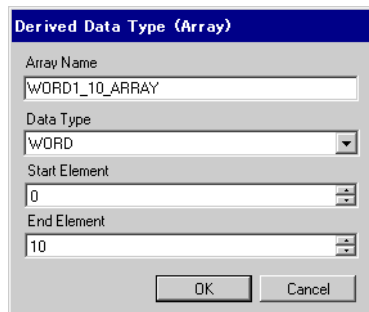 Derived Data Type (Array)
Array Name
WORD1_10_ARRAY
Data Type
WORD
Start Element
0
End Element
10
OK
Cancel